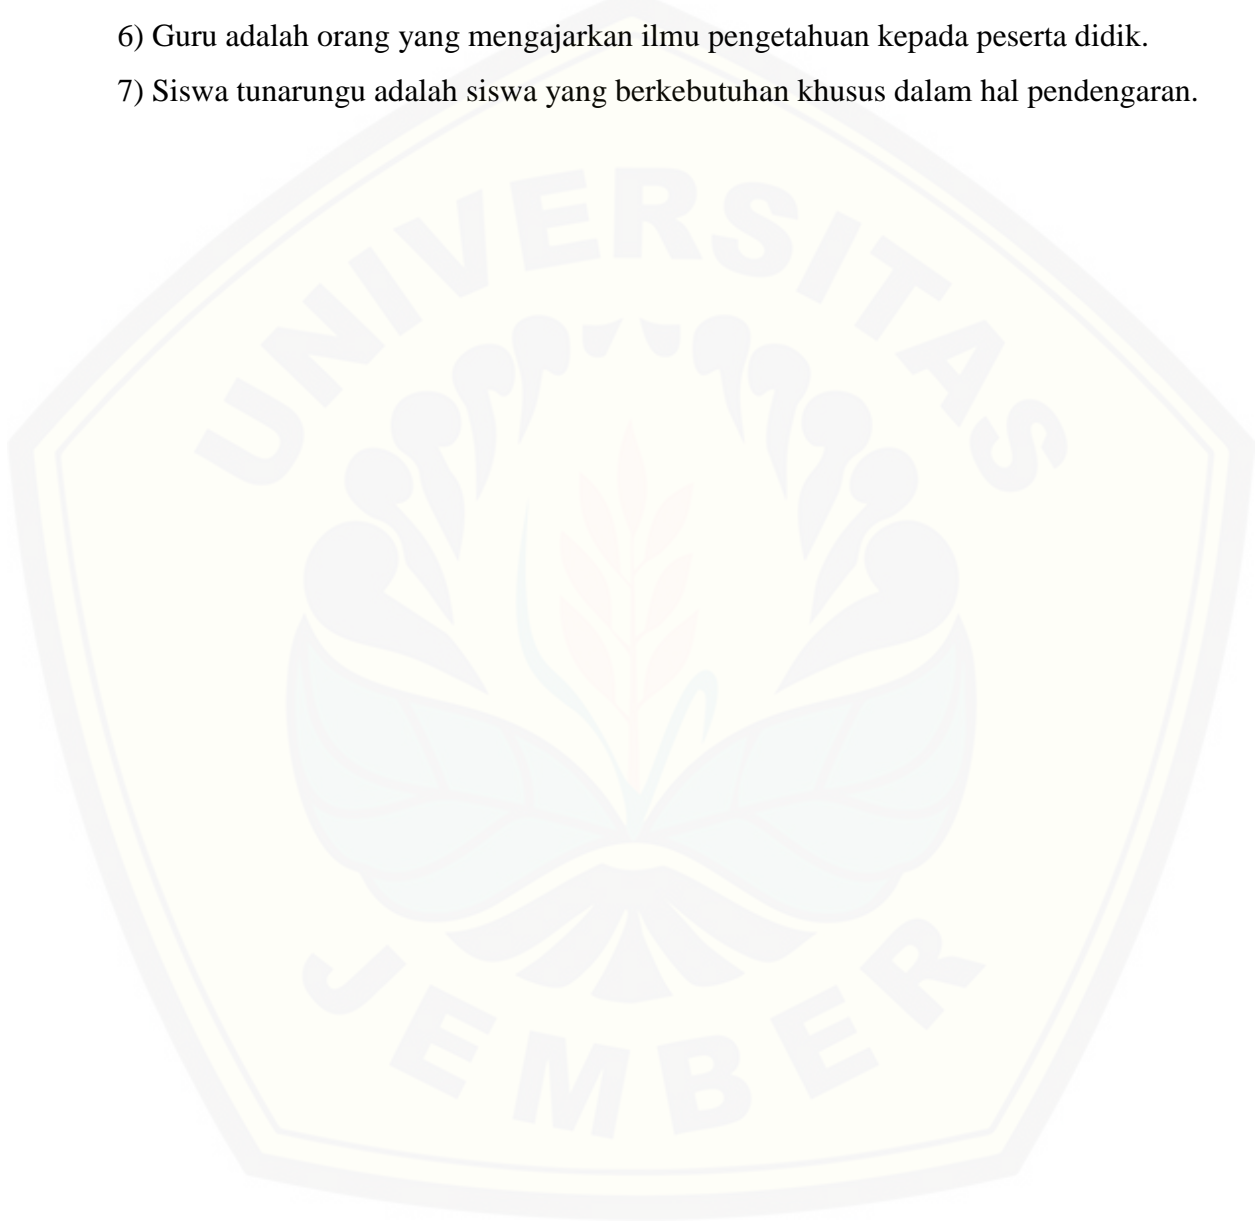 6) Guru adalah orang yang mengajarkan ilmu pengetahuan kepada peserta didik.
7) Siswa tunarungu adalah siswa yang berkebutuhan khusus dalam hal pendengaran.
UNIVERSITAS
JEMBER